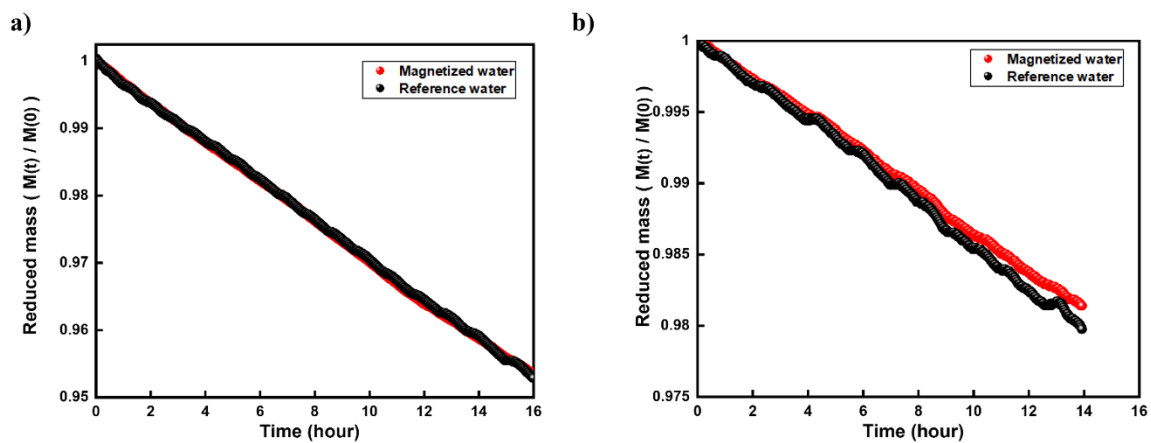 a)
Reduced mass ( M(t) / M(0) )
1
0.99
0.98
0.97
0.96
0.95
Magnetized water
Reference water
0 2 4 6 8 10 12 14 16
Time (hour)
b)
Reduced mass ( M(t) / M(0) )
1
0.995
0.99
0.985
0.98
0.975
Magnetized water
Reference water
0 2 4 6 8 10 12 14 16
Time (hour)